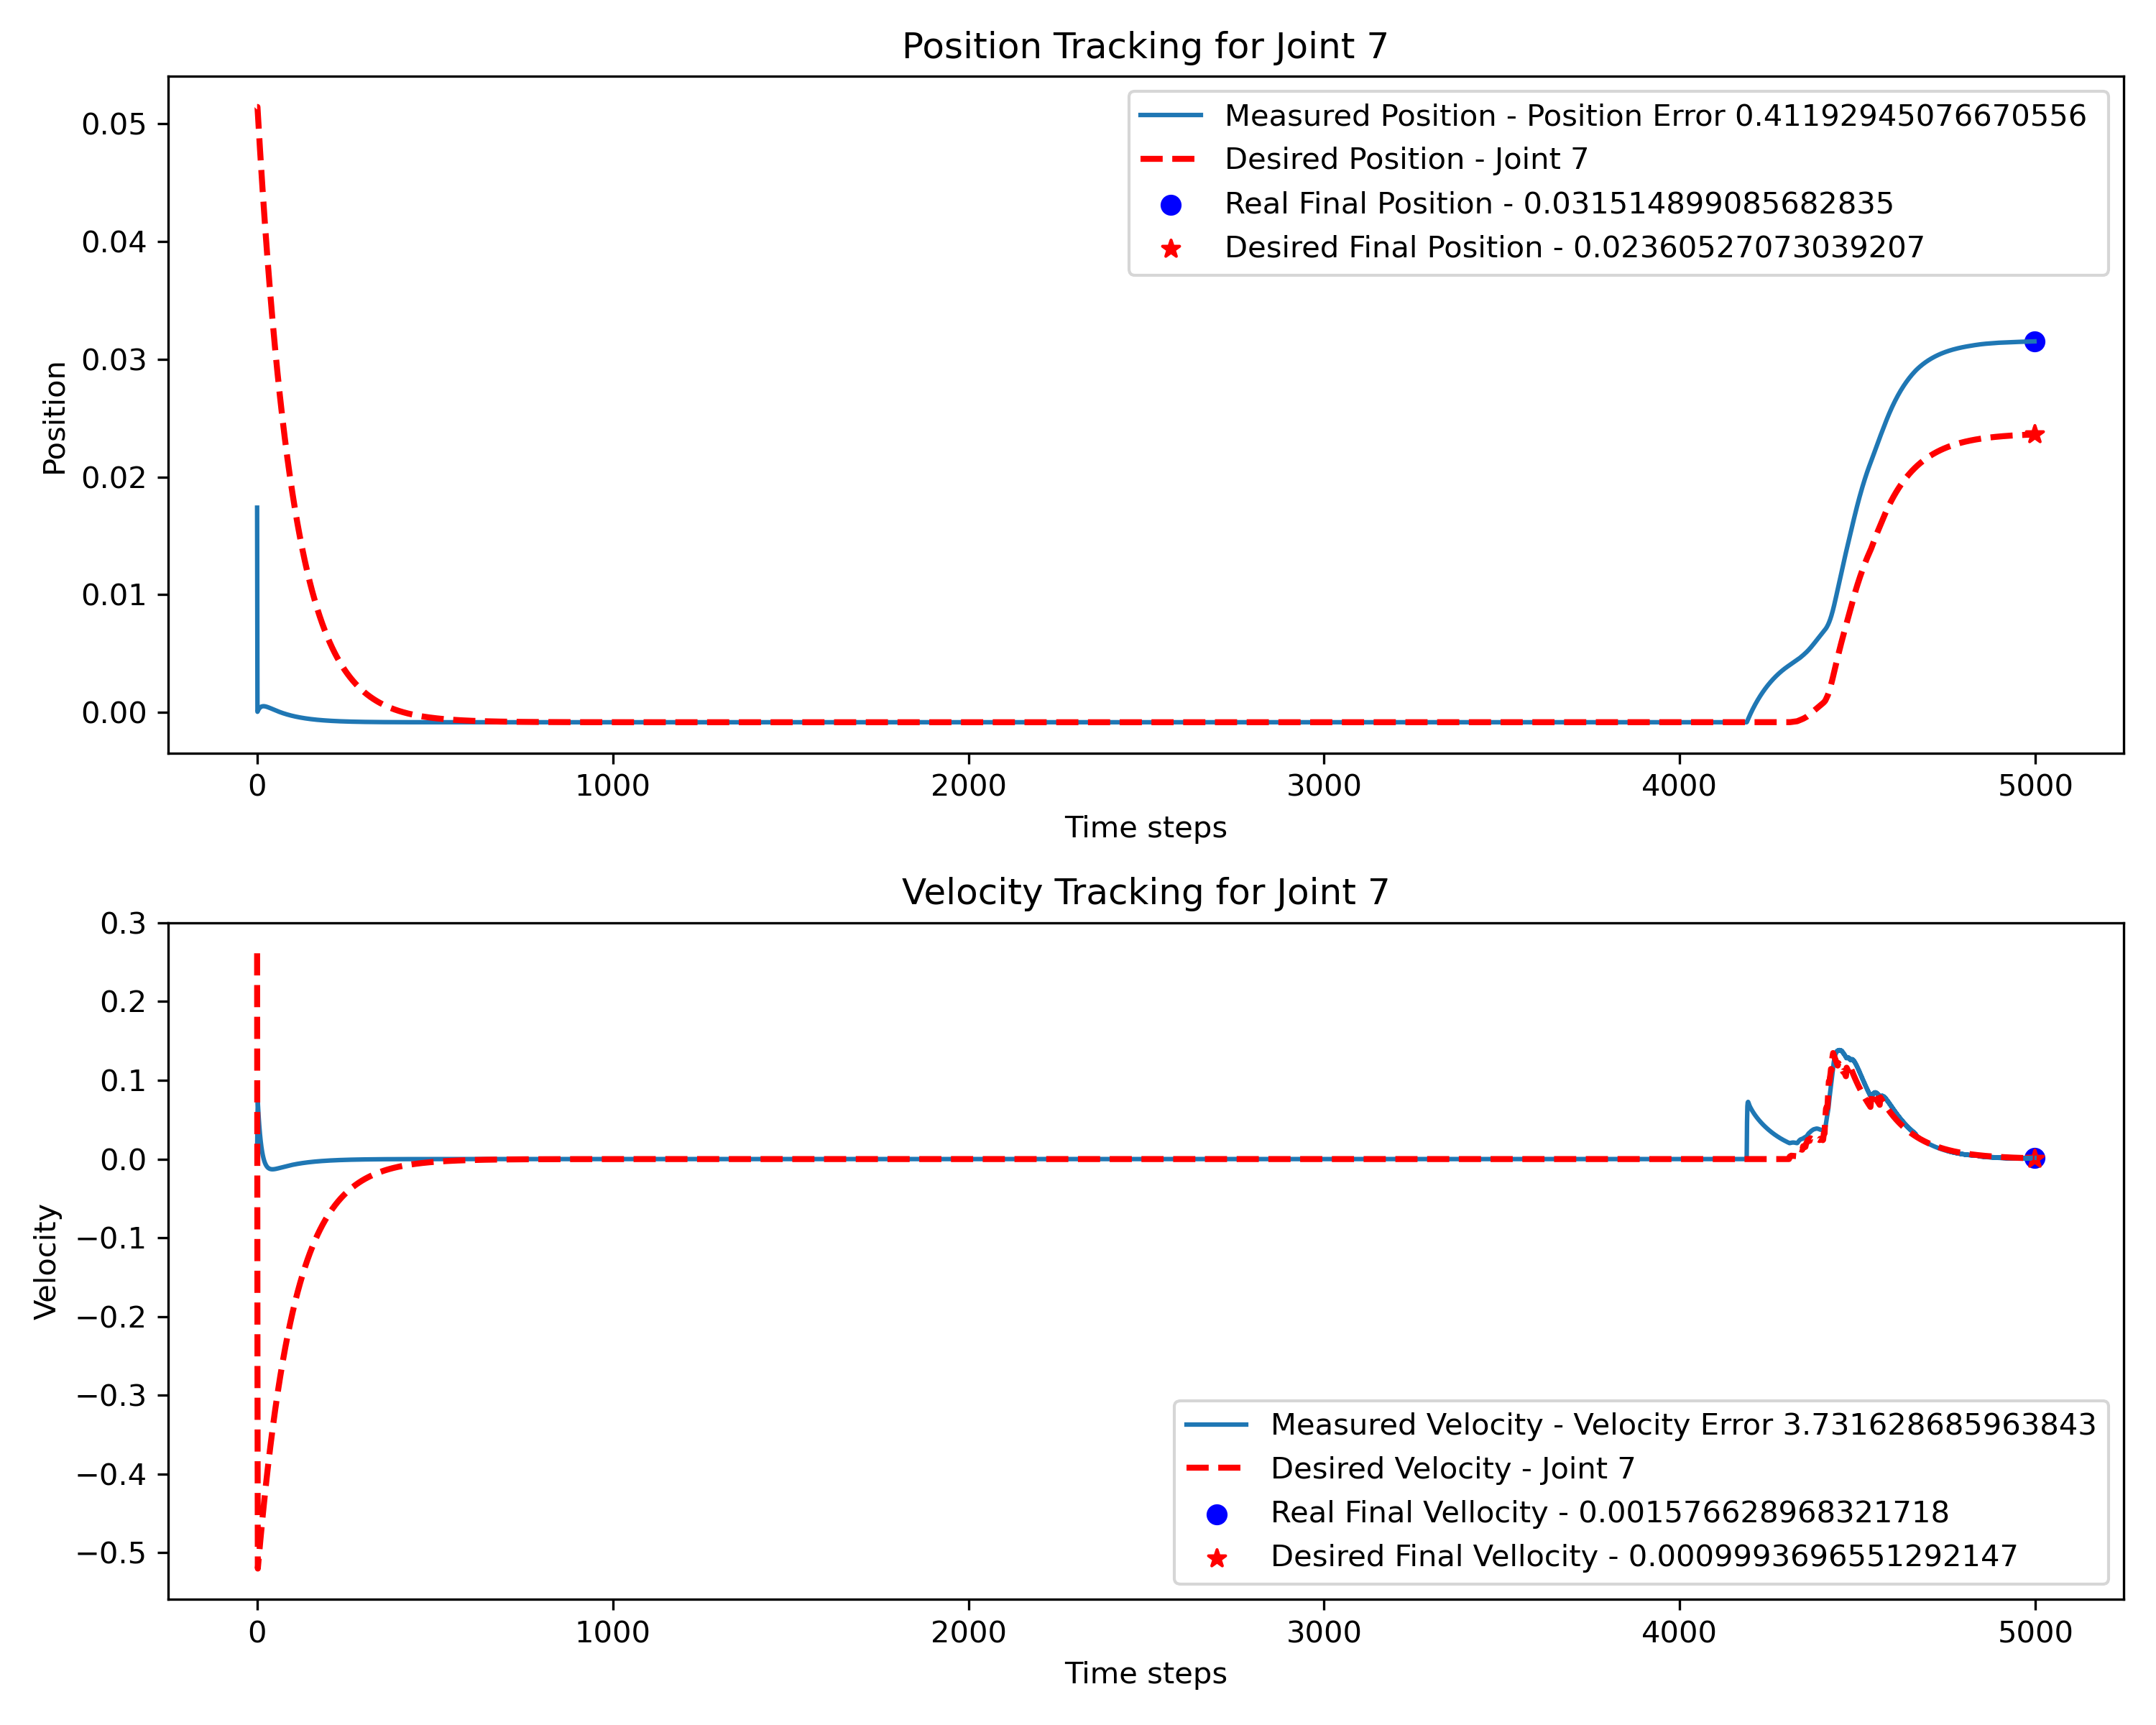 Position Tracking for Joint 7
Measured Position - Position Error 0.41192945076670556
Desired Position - Joint 7
Real Final Position - 0.031514899085682835
Desired Final Position - 0.02360527073039207
0.05
0.04
0.03
0.02
0.01
0.00
Position
0
1000
2000
3000
4000
5000
Time steps
Velocity Tracking for Joint 7
0.3
0.2
0.1
0.0
−0.1
−0.2
−0.3
−0.4
−0.5
Velocity
Measured Velocity - Velocity Error 3.731628685963843
Desired Velocity - Joint 7
Real Final Vellocity - 0.001576628968321718
Desired Final Vellocity - 0.0009993696551292147
0
1000
2000
3000
4000
5000
Time steps